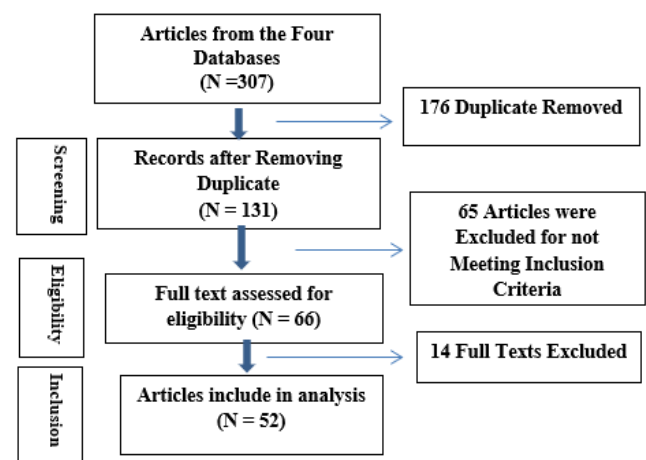 Articles from the Four
Databases
(N =307)
176 Duplicate Removed
Screening
Records after Removing
Duplicate
(N = 131)
65 Articles were
Excluded for not
Meeting Inclusion
Criteria
Eligibility
Full text assessed for
eligibility (N = 66)
14 Full Texts Excluded
Inclusion
Articles include in analysis
(N = 52)